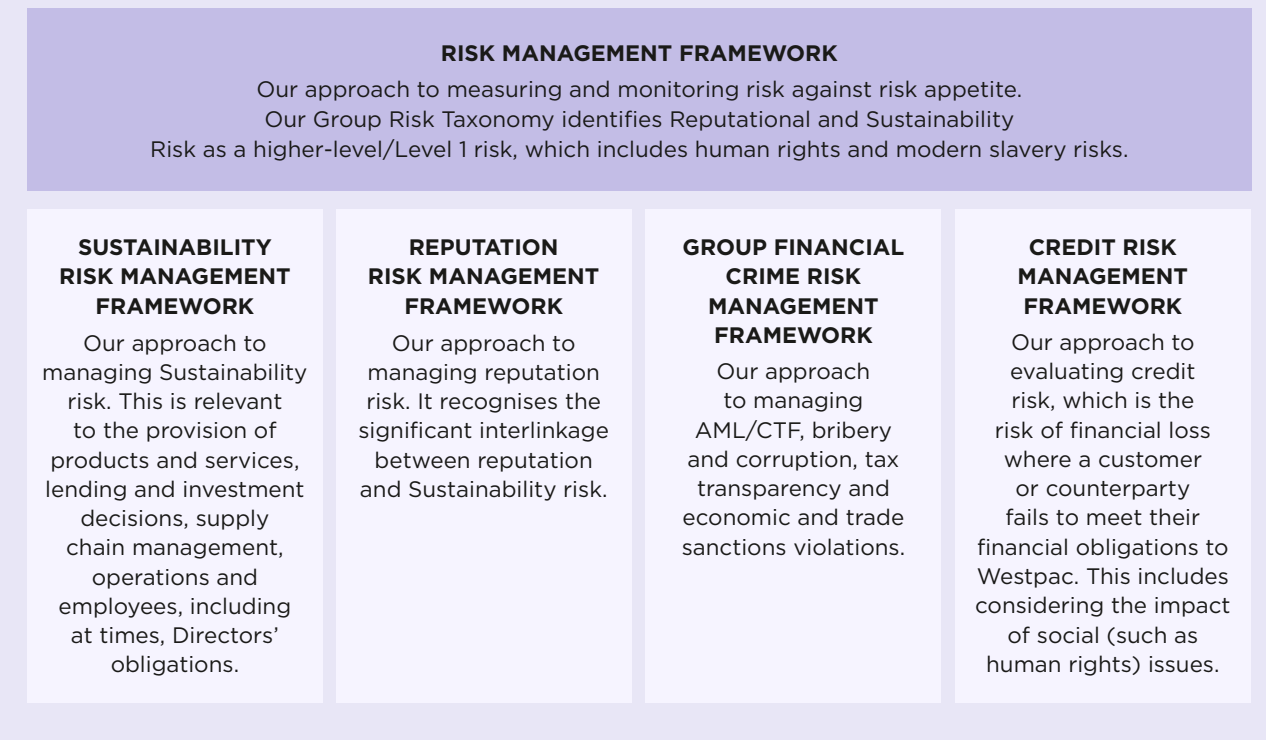 RISK MANAGEMENT FRAMEWORK
Our approach to measuring and monitoring risk against risk appetite.
Our Group Risk Taxonomy identifies Reputational and Sustainability
Risk as a higher-level/Level 1 risk, which includes human rights and modern slavery risks.
SUSTAINABILITY
RISK MANAGEMENT
FRAMEWORK
Our approach to
managing Sustainability
risk. This is relevant
to the provision of
products and services,
lending and investment
decisions, supply
chain management,
operations and
employees, including
at times, Directors’
obligations.
REPUTATION
RISK MANAGEMENT
FRAMEWORK
Our approach to
managing reputation
risk. It recognises the
significant interlinkage
between reputation
and Sustainability risk.
GROUP FINANCIAL
CRIME RISK
MANAGEMENT
FRAMEWORK
Our approach
to managing
AML/CTF, bribery
and corruption, tax
transparency and
economic and trade
sanctions violations.
CREDIT RISK
MANAGEMENT
FRAMEWORK
Our approach to
evaluating credit
risk, which is the
risk of financial loss
where a customer
or counterparty
fails to meet their
financial obligations to
Westpac. This includes
considering the impact
of social (such as
human rights) issues.